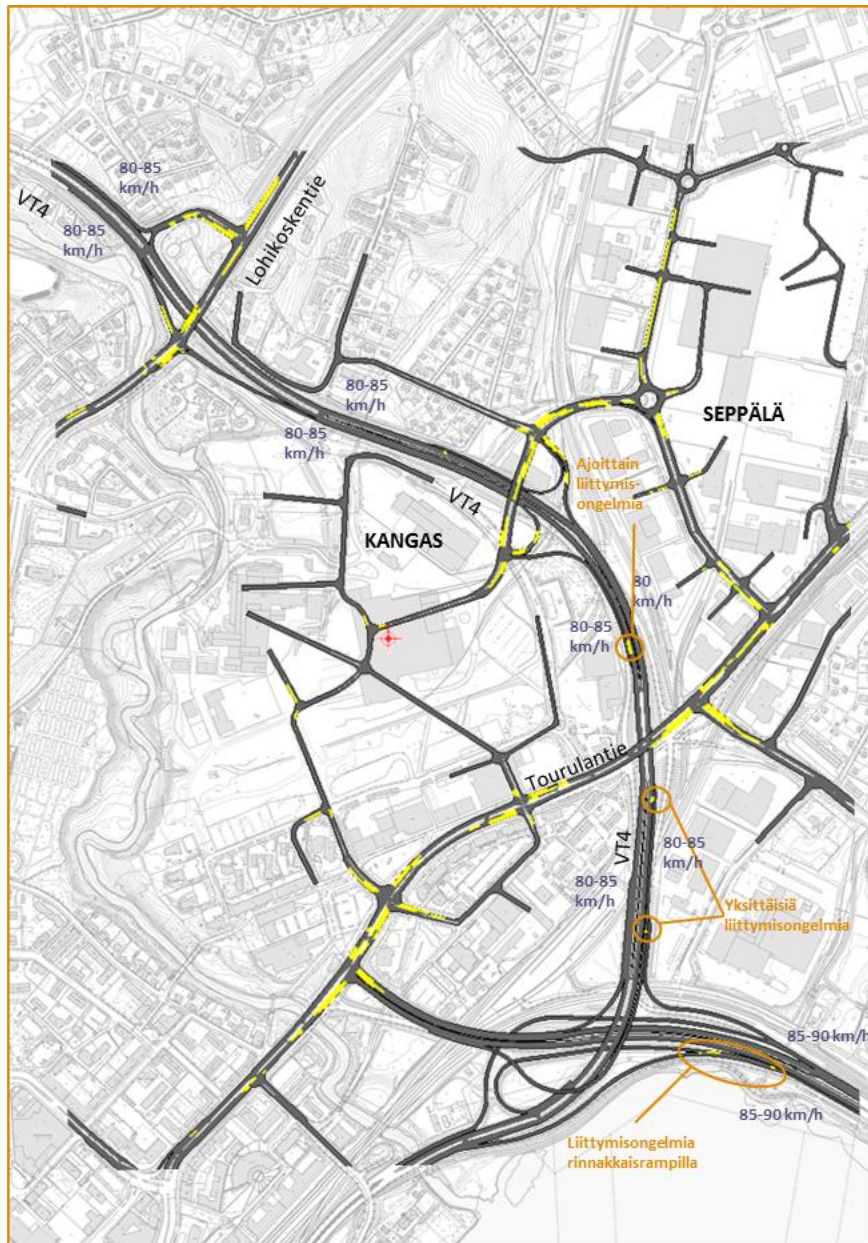 80-85
km/h
VT4
80-85
km/h
Lohikoskentie
80-85
km/h
80-85
km/h
SEPPÄLÄ
Ajoittain
liittymis-
ongelmia
VT4
KANGAS
80
km/h
80-85
km/h
Tourulantie
VT4
80-85
km/h
80-85
km/h
Yksittäisiä
liittymisongelmia
85-90 km/h
85-90 km/h
Liittymisongelmia
rinnakkaisrampilla